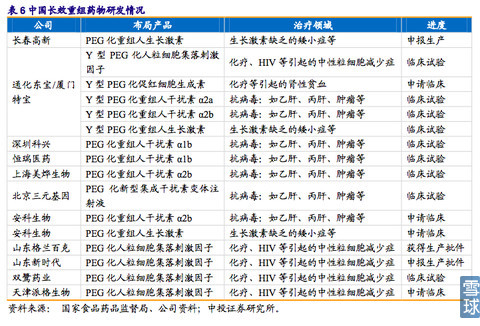 表 6 中国长效重组药物研发情况
公司 布局产品 治疗领域 进度
长春高新 PEG 化重组人生长激素 生长激素缺乏的矮小症等 申报生产
通化东宝/厦门特宝 Y 型 PEG 化人粒细胞集落刺激因子 化疗、HIV 等引起的中性粒细胞减少症 临床试验
Y 型 PEG 化促红细胞生成素 化疗等引起的肾性贫血 申请临床
Y 型 PEG 化重组人干扰素 α2a 抗病毒：如乙肝、丙肝、肿瘤等 临床试验
Y 型 PEG 化重组人干扰素 α2b 抗病毒：如乙肝、丙肝、肿瘤等 临床试验
Y 型 PEG 化重组人生长激素 生长激素缺乏的矮小症等 临床试验
深圳科兴 PEG 化重组人干扰素 α1b 抗病毒：如乙肝、丙肝、肿瘤等 临床试验
恒瑞医药 PEG 化重组人干扰素 α1b 抗病毒：如乙肝、丙肝、肿瘤等 临床试验
上海美烨生物 PEG 化重组人干扰素 α1b 抗病毒：如乙肝、丙肝、肿瘤等 临床试验
北京三元基因 PEG 化新型集成干扰素变体注射液 抗病毒：如乙肝、丙肝、肿瘤等 临床试验
安科生物 PEG 化重组人干扰素 α2b 抗病毒：如乙肝、丙肝、肿瘤等 申请临床
安科生物 PEG 化重组人生长激素 生长激素缺乏的矮小症等 申请临床
山东格兰百克 PEG 化人粒细胞集落刺激因子 化疗、HIV 等引起的中性粒细胞减少症 获得生产批件
山东新时代 PEG 化人粒细胞集落刺激因子 化疗、HIV 等引起的中性粒细胞减少症 申报生产批件
双鹭药业 PEG 化人粒细胞集落刺激因子 化疗、HIV 等引起的中性粒细胞减少症 临床试验
天津派格生物 PEG 化人粒细胞集落刺激因子 化疗、HIV 等引起的中性粒细胞减少症 申请临床
资料来源： 国家食品药品监督局、公司资料；中投证券研究所。
雪球